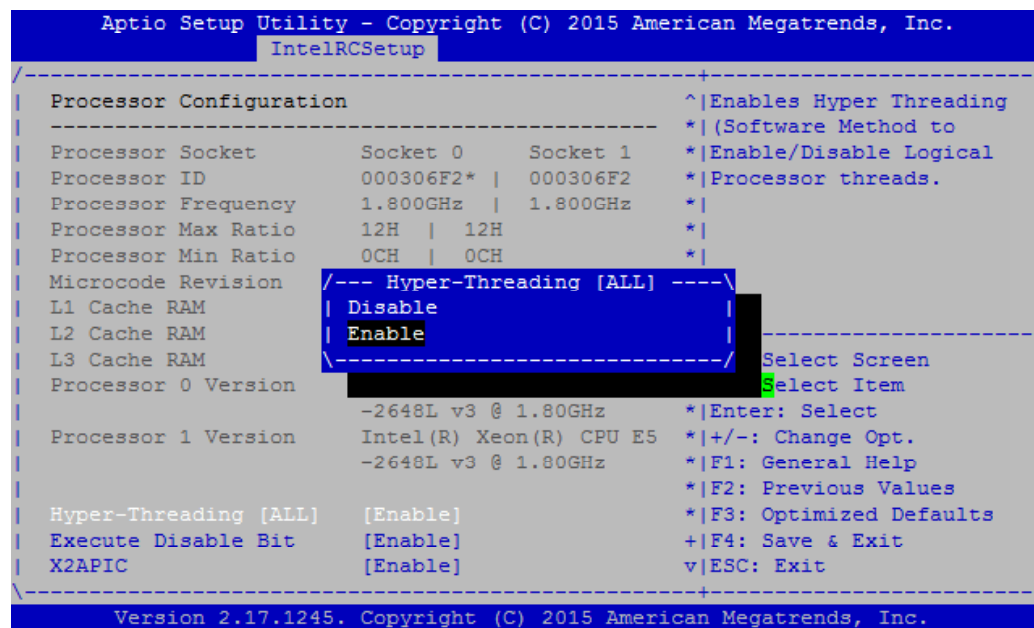 Aptio Setup Utility - Copyright (C) 2015 American Megatrends, Inc.
IntelRCSetup
/----------------------------------------------------+-------------------------
| Processor Configuration ^|Enables Hyper Threading
| ----------------------------------------------- *|(Software Method to
| Processor Socket Socket 0 Socket 1 *|Enable/Disable Logical
| Processor ID 000306F2* | 000306F2 *|Processor threads.
| Processor Frequency 1.800GHz | 1.800GHz *|
| Processor Max Ratio 12H | 12H *|
| Processor Min Ratio 0CH | 0CH *|
| Microcode Revision /--- Hyper-Threading [ALL] ----\
| L1 Cache RAM | Disable |
| L2 Cache RAM | Enable | ---------------------
| L3 Cache RAM \------------------------------/ Select Screen
| Processor 0 Version Select Item
| -2648L v3 @ 1.80GHz *|Enter: Select
| Processor 1 Version Intel(R) Xeon(R) CPU E5 *|+/-: Change Opt.
| -2648L v3 @ 1.80GHz *|F1: General Help
| *|F2: Previous Values
| Hyper-Threading [ALL] [Enable] *|F3: Optimized Defaults
| Execute Disable Bit [Enable] +|F4: Save & Exit
| X2APIC [Enable] v|ESC: Exit
\----------------------------------------------------+-------------------------
Version 2.17.1245. Copyright (C) 2015 American Megatrends, Inc.